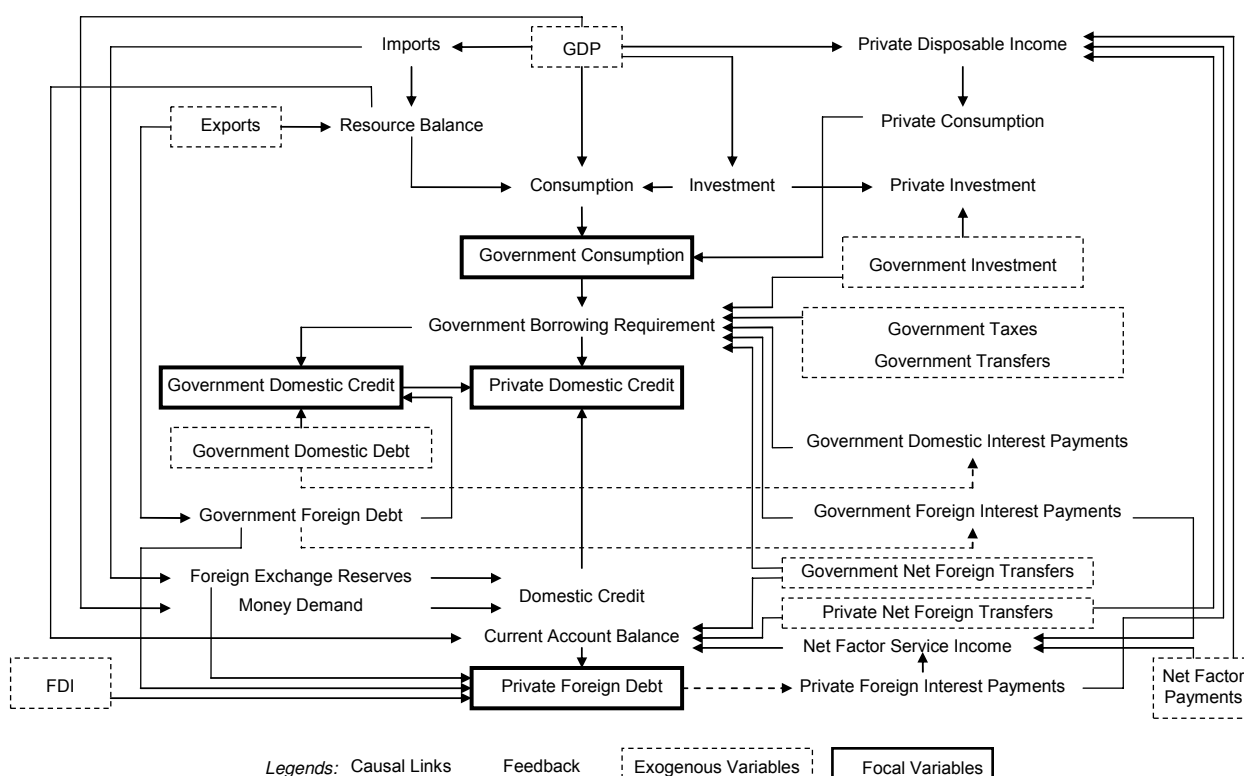 Imports
GDP
Private Disposable Income
Exports
Resource Balance
Private Consumption
Consumption
Investment
Private Investment
Government Consumption
Government Investment
Government Borrowing Requirement
Government Taxes
Government Transfers
Government Domestic Credit
Private Domestic Credit
Government Domestic Debt
Government Domestic Interest Payments
Government Foreign Debt
Government Foreign Interest Payments
Foreign Exchange Reserves
Government Net Foreign Transfers
Money Demand
Domestic Credit
Private Net Foreign Transfers
Current Account Balance
Net Factor Service Income
FDI
Private Foreign Debt
Private Foreign Interest Payments
Net Factor
Payments
Legends: Causal Links Feedback Exogenous Variables Focal Variables